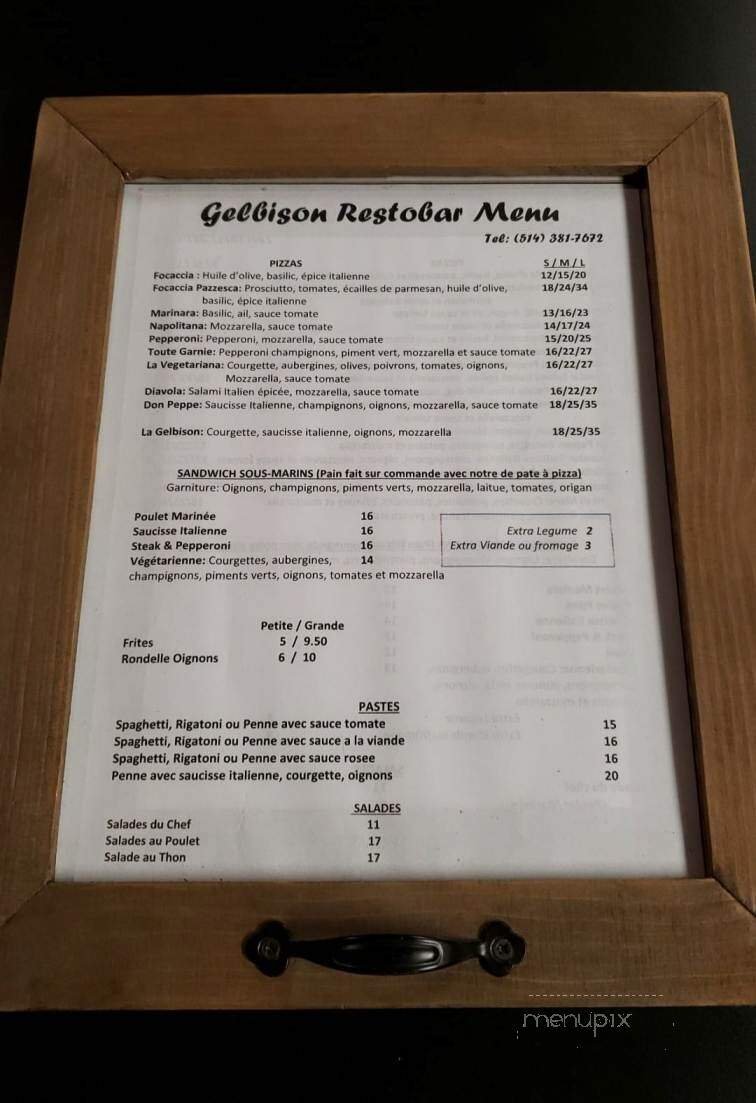 Gelbison Restobar Menu
Tel: (514) 381-7672
PIZZAS S / M / L
Focaccia : Huile d'olive, basilic, épice italienne 12/15/20
Focaccia Pazzesca: Prosciutto, tomates, écailles de parmesan, huile d'olive, 18/24/34
basilic, épice italienne
Marinara: Basilic, ail, sauce tomate 13/16/23
Napolitana: Mozzarella, sauce tomate 14/17/24
Pepperoni: Pepperoni, mozzarella, sauce tomate 15/20/25
Toute Garnie: Pepperoni champignons, piment vert, mozzarella et sauce tomate 16/22/27
La Vegetariana: Courgette, aubergines, olives, poivrons, tomates, oignons, 16/22/27
Mozzarella, sauce tomate
Diavola: Salami Italien épicée, mozzarella, sauce tomate 16/22/27
Don Peppe: Saucisse Italienne, champignons, oignons, mozzarella, sauce tomate 18/25/35
La Gelbison: Courgette, saucisse italienne, oignons, mozzarella 18/25/35
SANDWICH SOUS-MARINS (Pain fait sur commande avec notre de pate à pizza)
Garniture: Oignons, champignons, piments verts, mozzarella, laitue, tomates, origan
Poulet Marinée 16
Saucisse Italienne 16
Steak & Pepperoni 16
Végétarienne: Courgettes, aubergines, 14
champignons, piments verts, oignons, tomates et mozzarella
Extra Legume 2
Extra Viande ou fromage 3
Petite / Grande
Frites 5 / 9.50
Rondelle Oignons 6 / 10
PASTES
Spaghetti, Rigatoni ou Penne avec sauce tomate 15
Spaghetti, Rigatoni ou Penne avec sauce a la viande 16
Spaghetti, Rigatoni ou Penne avec sauce rosee 16
Penne avec saucisse italienne, courgette, oignons 20
SALADES
Salades du Chef 11
Salades au Poulet 17
Salade au Thon 17
menupix